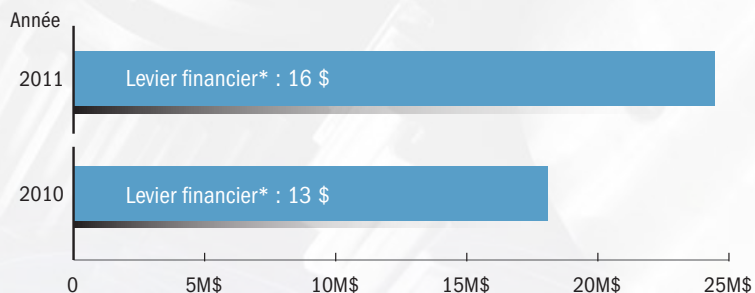 Année
2011
Levier financier* : 16 $
2010
Levier financier* : 13 $
0 5M$ 10M$ 15M$ 20M$ 25M$